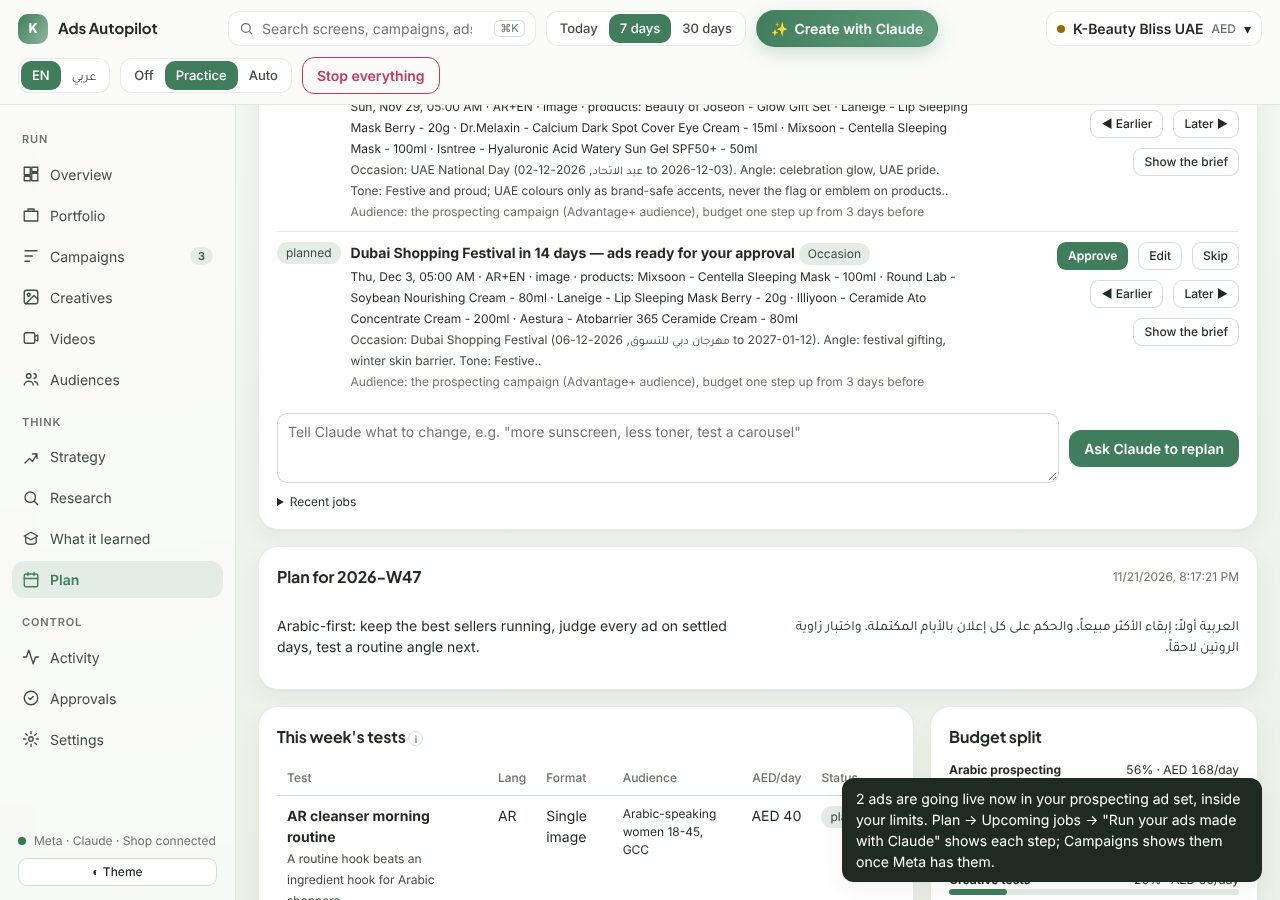 K
Ads Autopilot
Search screens, campaigns, ads
⌘K
Today
7 days
30 days
✨ Create with Claude
K-Beauty Bliss UAE AED ▾
EN
عربي
Off
Practice
Auto
Stop everything
RUN
Overview
Portfolio
Campaigns
3
Creatives
Videos
Audiences
THINK
Strategy
Research
What it learned
Plan
CONTROL
Activity
Approvals
Settings
Meta · Claude · Shop connected
Theme
Sun, Nov 29, 05:00 AM · AR+EN · image · products: Beauty of Joseon - Glow Gift Set · Laneige - Lip Sleeping
Mask Berry - 20g · Dr.Melaxin - Calcium Dark Spot Cover Eye Cream - 15ml · Mixsoon - Centella Sleeping
Mask - 100ml · Isntree - Hyaluronic Acid Watery Sun Gel SPF50+ - 50ml
Occasion: UAE National Day (عيد الاتحاد, 2026-12-02 to 2026-12-03). Angle: celebration glow, UAE pride.
Tone: Festive and proud; UAE colours only as brand-safe accents, never the flag or emblem on products..
Audience: the prospecting campaign (Advantage+ audience), budget one step up from 3 days before
◀ Earlier
Later ▶
Show the brief
planned
Dubai Shopping Festival in 14 days — ads ready for your approval
Occasion
Thu, Dec 3, 05:00 AM · AR+EN · image · products: Mixsoon - Centella Sleeping Mask - 100ml · Round Lab -
Soybean Nourishing Cream - 80ml · Laneige - Lip Sleeping Mask Berry - 20g · Illiyoon - Ceramide Ato
Concentrate Cream - 200ml · Aestura - Atobarrier 365 Ceramide Cream - 80ml
Occasion: Dubai Shopping Festival (مهرجان دبي للتسوق, 2026-12-06 to 2027-01-12). Angle: festival gifting,
winter skin barrier. Tone: Festive..
Audience: the prospecting campaign (Advantage+ audience), budget one step up from 3 days before
Approve
Edit
Skip
◀ Earlier
Later ▶
Show the brief
Tell Claude what to change, e.g. "more sunscreen, less toner, test a carousel"
Ask Claude to replan
▶ Recent jobs
Plan for 2026-W47
11/21/2026, 8:17:21 PM
Arabic-first: keep the best sellers running, judge every ad on settled
days, test a routine angle next.
العربية أولاً: إبقاء الأكثر مبيعاً، والحكم على كل إعلان بالأيام المكتملة، واختبار زاوية
الروتين لاحقاً.
This week's tests
i
Test
Lang
Format
Audience
AED/day
Status
AR cleanser morning
routine
A routine hook beats an
ingredient hook for Arabic
AR
Single
image
Arabic-speaking
women 18-45,
GCC
AED 40
Budget split
Arabic prospecting
56% · AED 168/day
2 ads are going live now in your prospecting ad set, inside
your limits. Plan → Upcoming jobs → "Run your ads made
with Claude" shows each step; Campaigns shows them
once Meta has them.